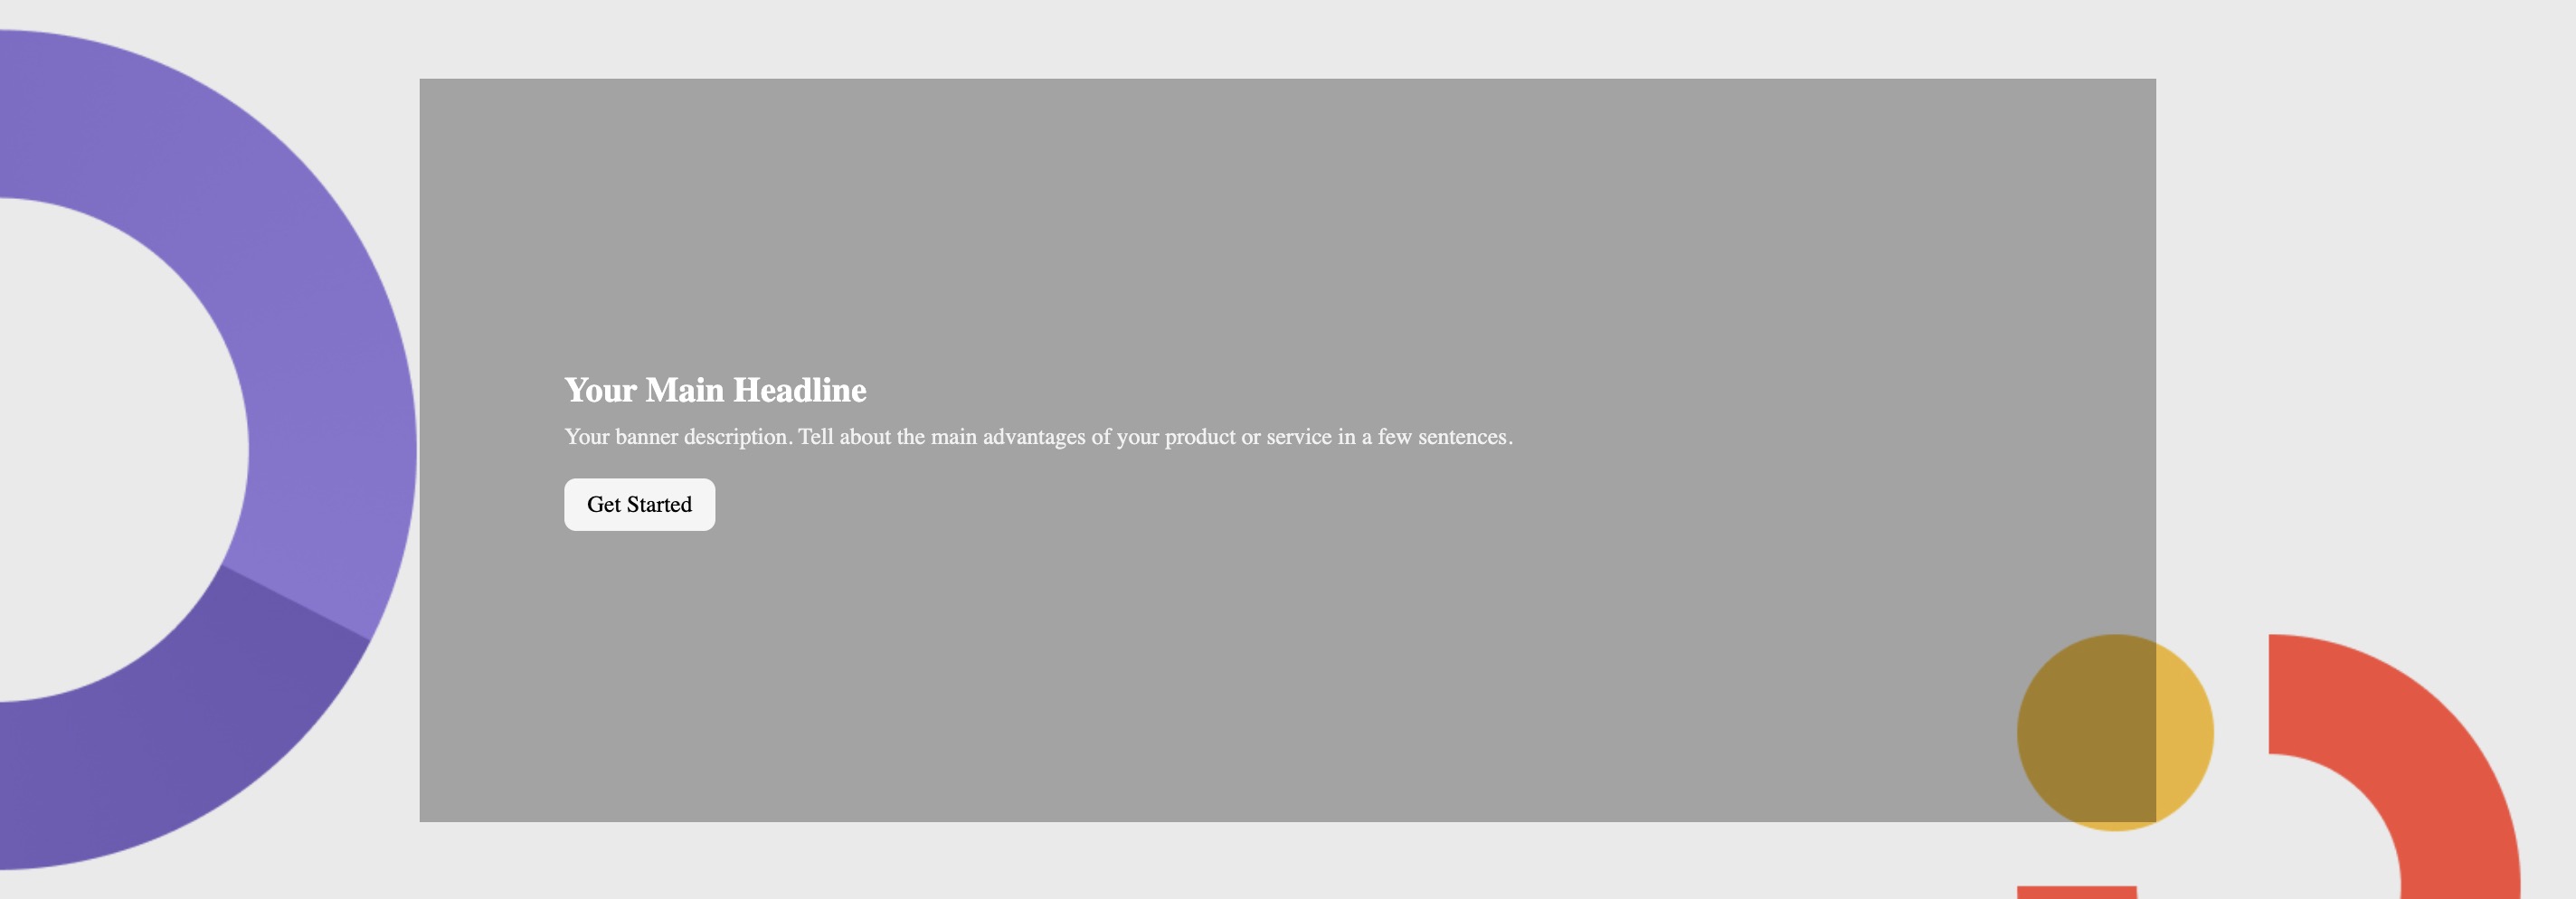 Your Main Headline
Your banner description. Tell about the main advantages of your product or service in a few sentences.
Get Started